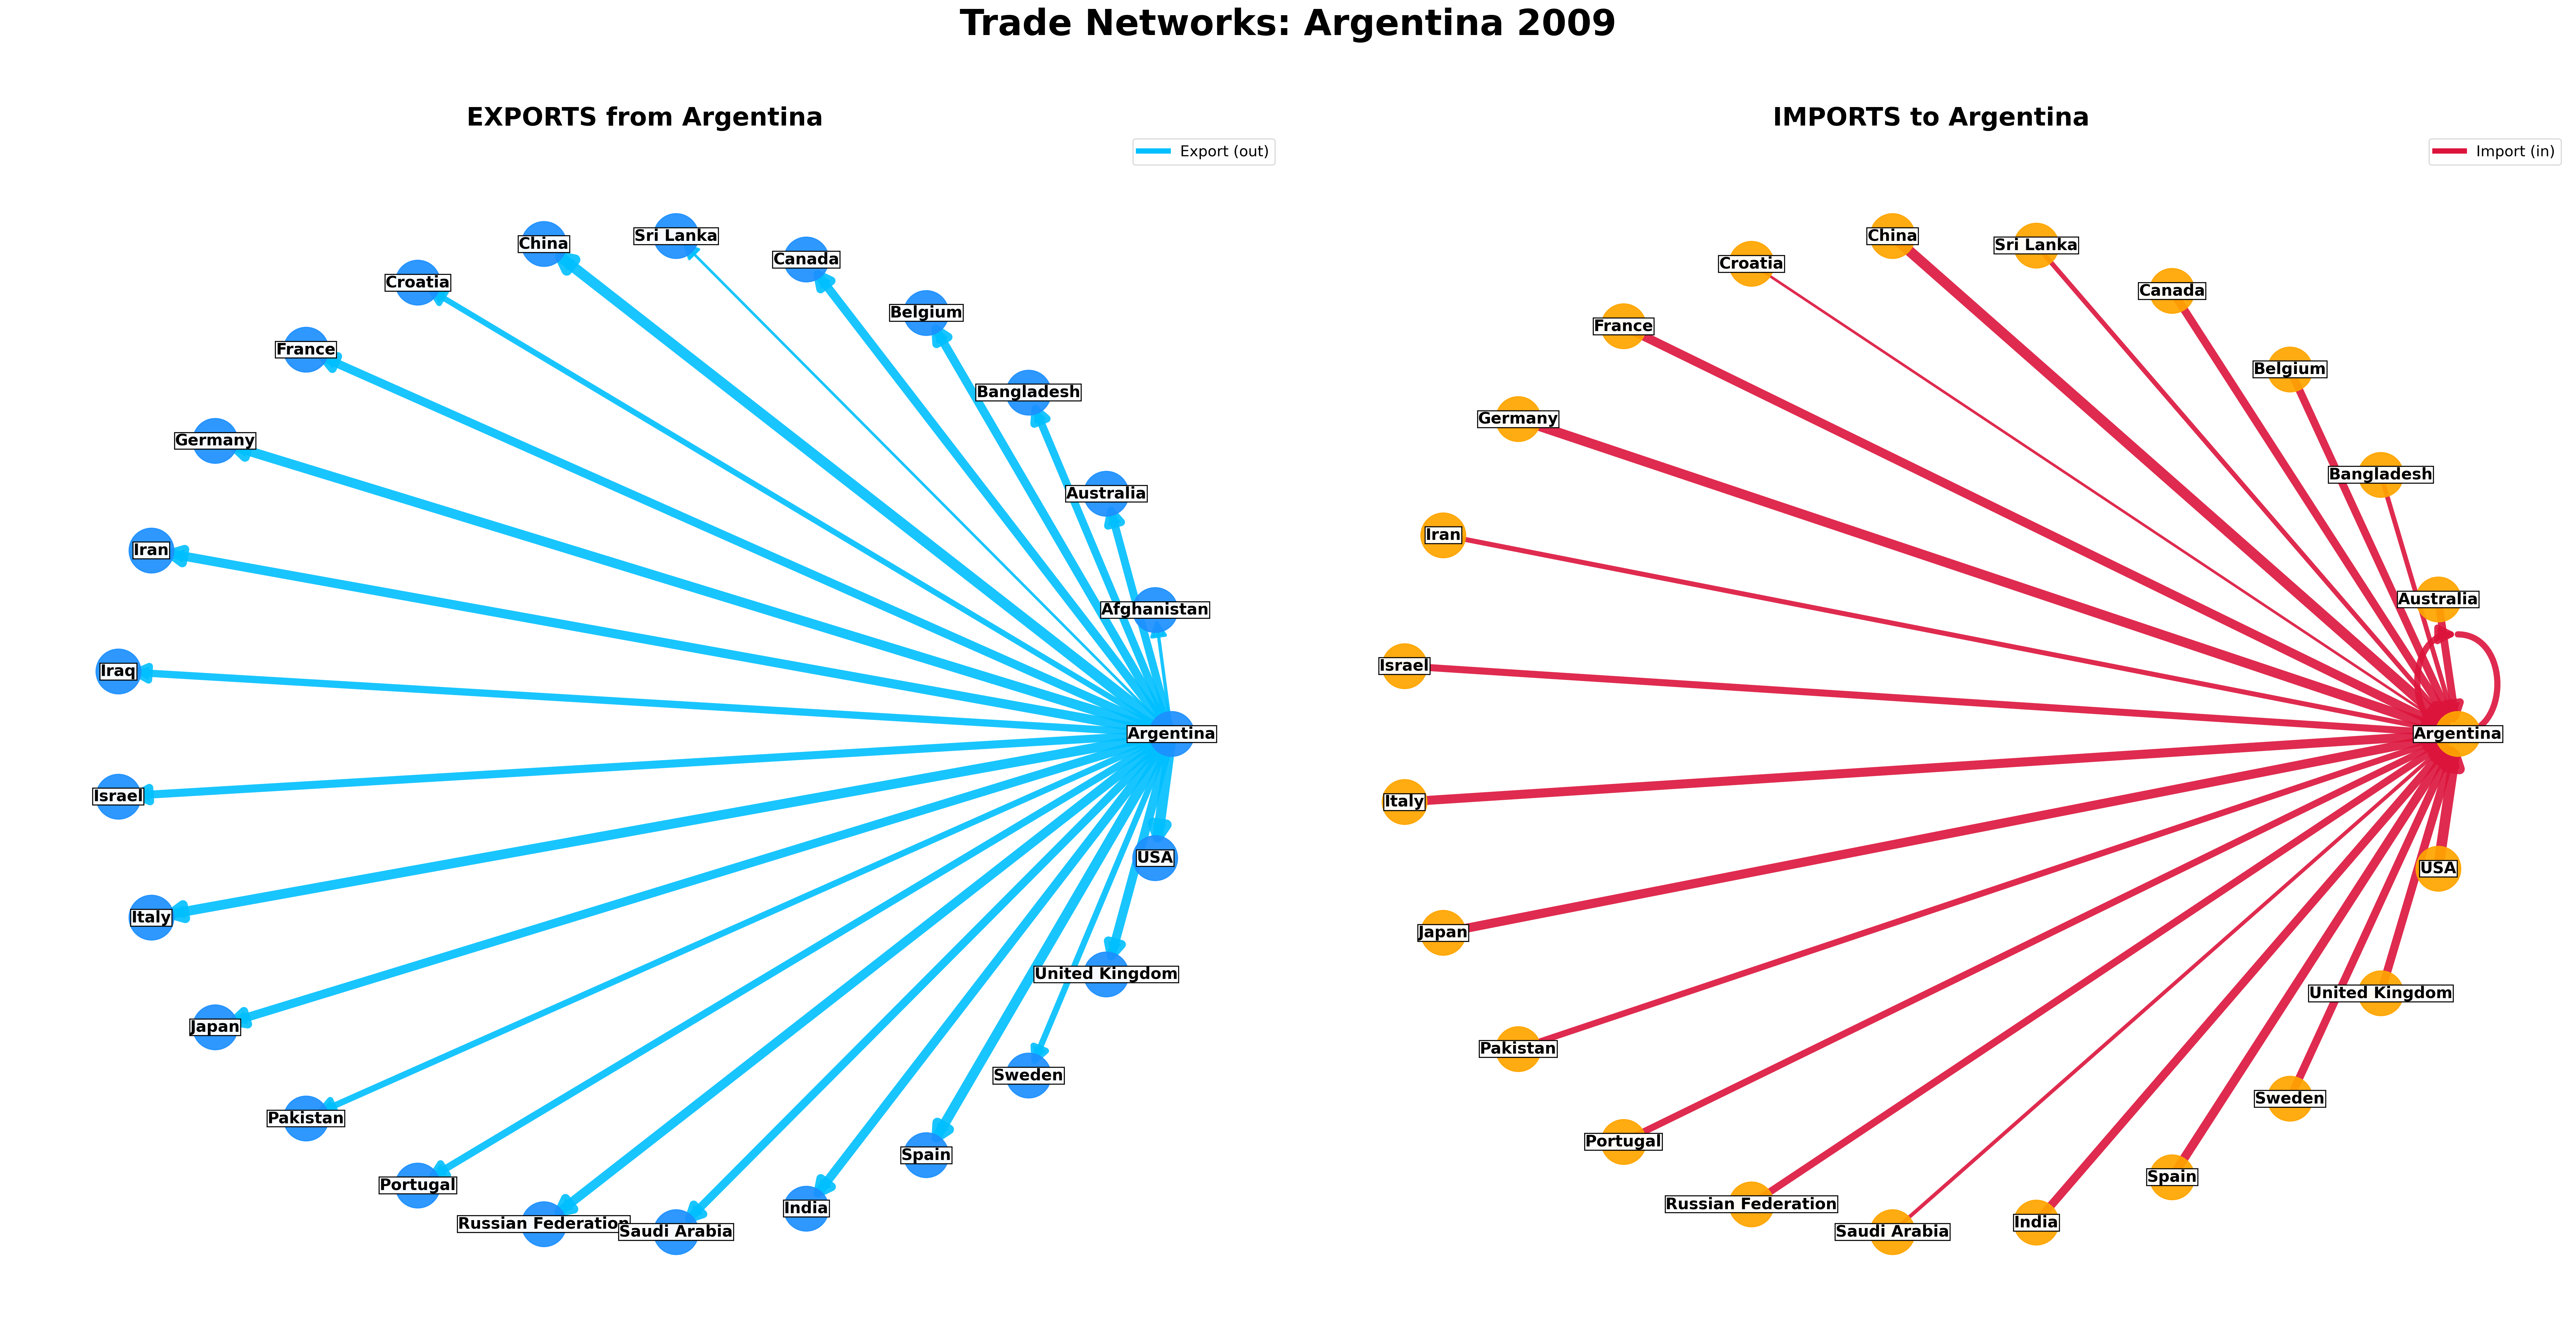 Trade Networks: Argentina 2009
EXPORTS from Argentina
Export (out)
Sri Lanka
China
Canada
Croatia
Belgium
France
Bangladesh
Germany
Australia
Iran
Afghanistan
Iraq
Argentina
Israel
USA
Italy
United Kingdom
Japan
Sweden
Pakistan
Spain
Portugal
India
Russian Federation
Saudi Arabia
IMPORTS to Argentina
Import (in)
China
Sri Lanka
Croatia
Canada
France
Belgium
Germany
Bangladesh
Iran
Australia
Israel
Argentina
Italy
USA
Japan
United Kingdom
Pakistan
Sweden
Portugal
Spain
Russian Federation
India
Saudi Arabia